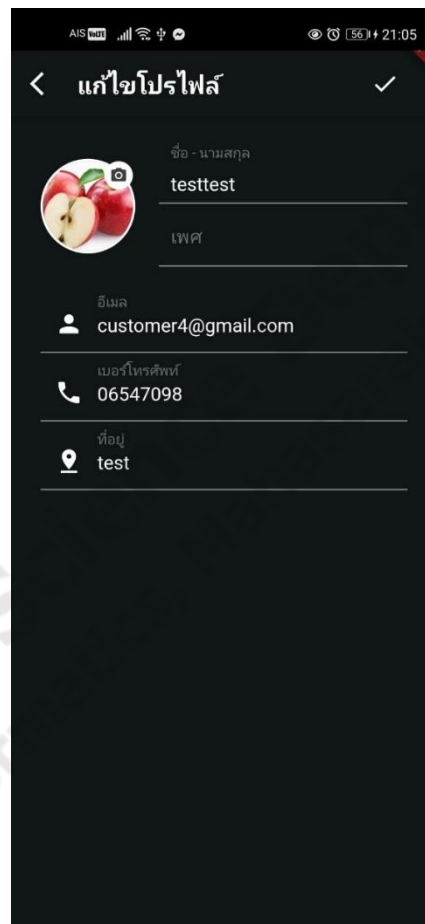 AIS VoLTE 56 21:05
แก้ไขโปรไฟล์
ชื่อ - นามสกุล
testtest
เพศ
อีเมล
customer4@gmail.com
เบอร์โทรศัพท์
06547098
ที่อยู่
test